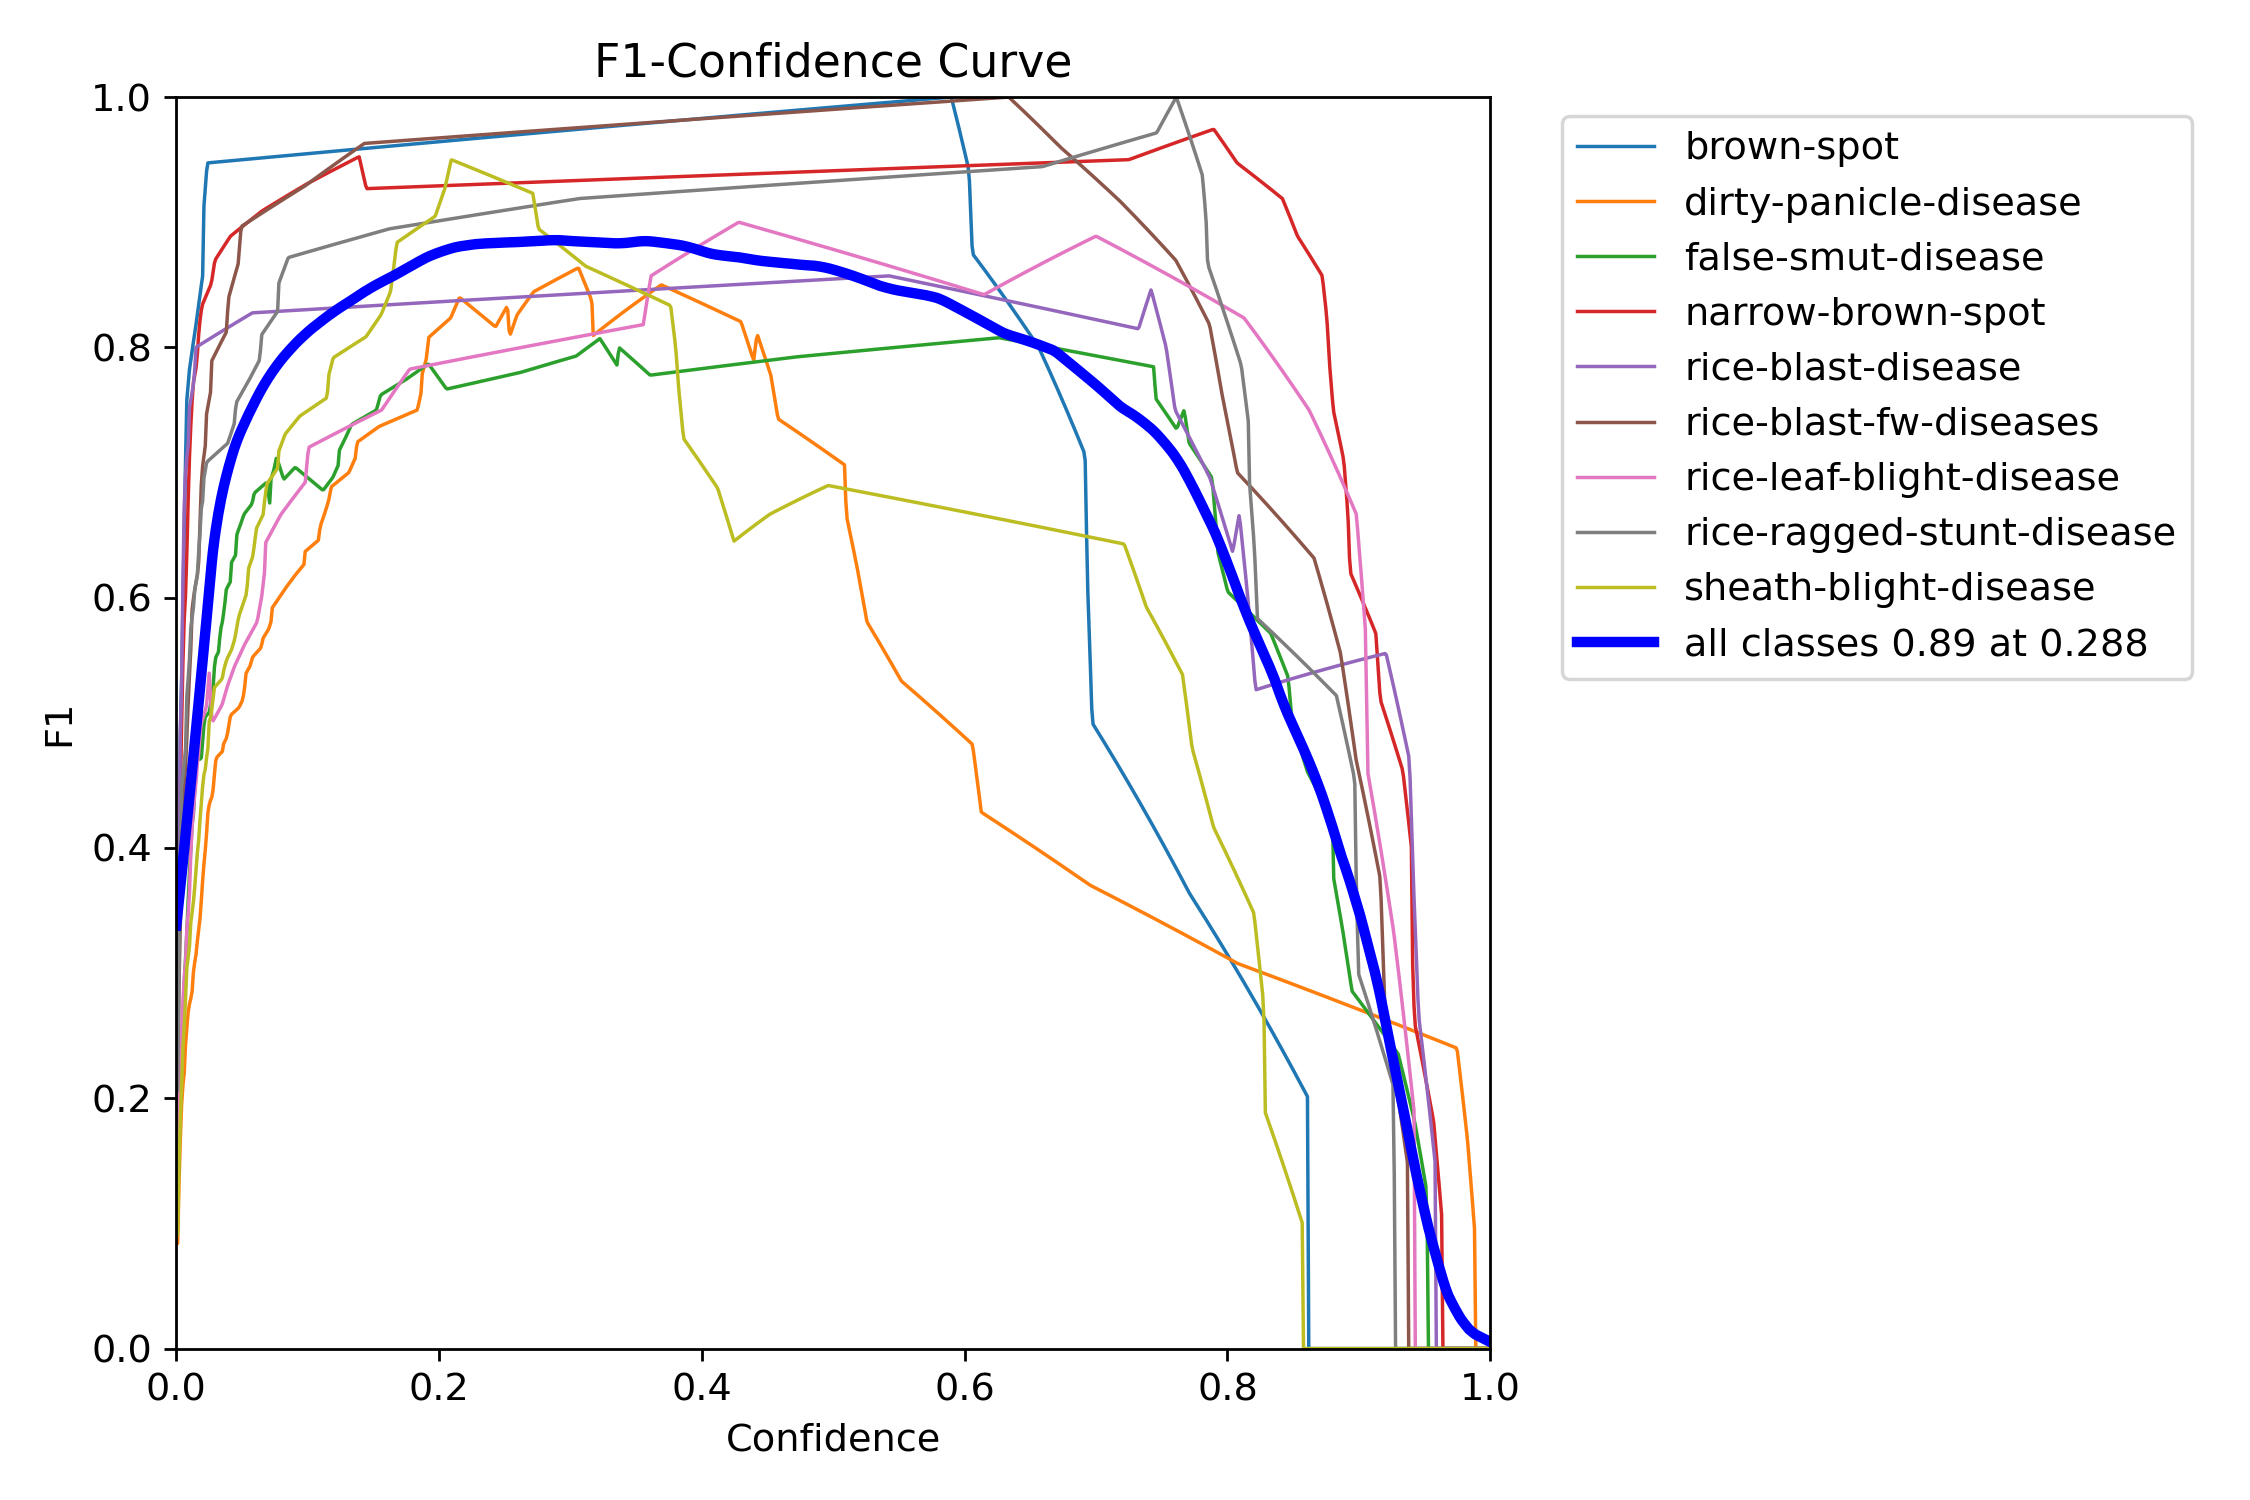 F1-Confidence Curve
1.0
0.8
0.6
0.4
0.2
0.0
F1
0.0 0.2 0.4 0.6 0.8 1.0
Confidence
brown-spot
dirty-panicle-disease
false-smut-disease
narrow-brown-spot
rice-blast-disease
rice-blast-fw-diseases
rice-leaf-blight-disease
rice-ragged-stunt-disease
sheath-blight-disease
all classes 0.89 at 0.288